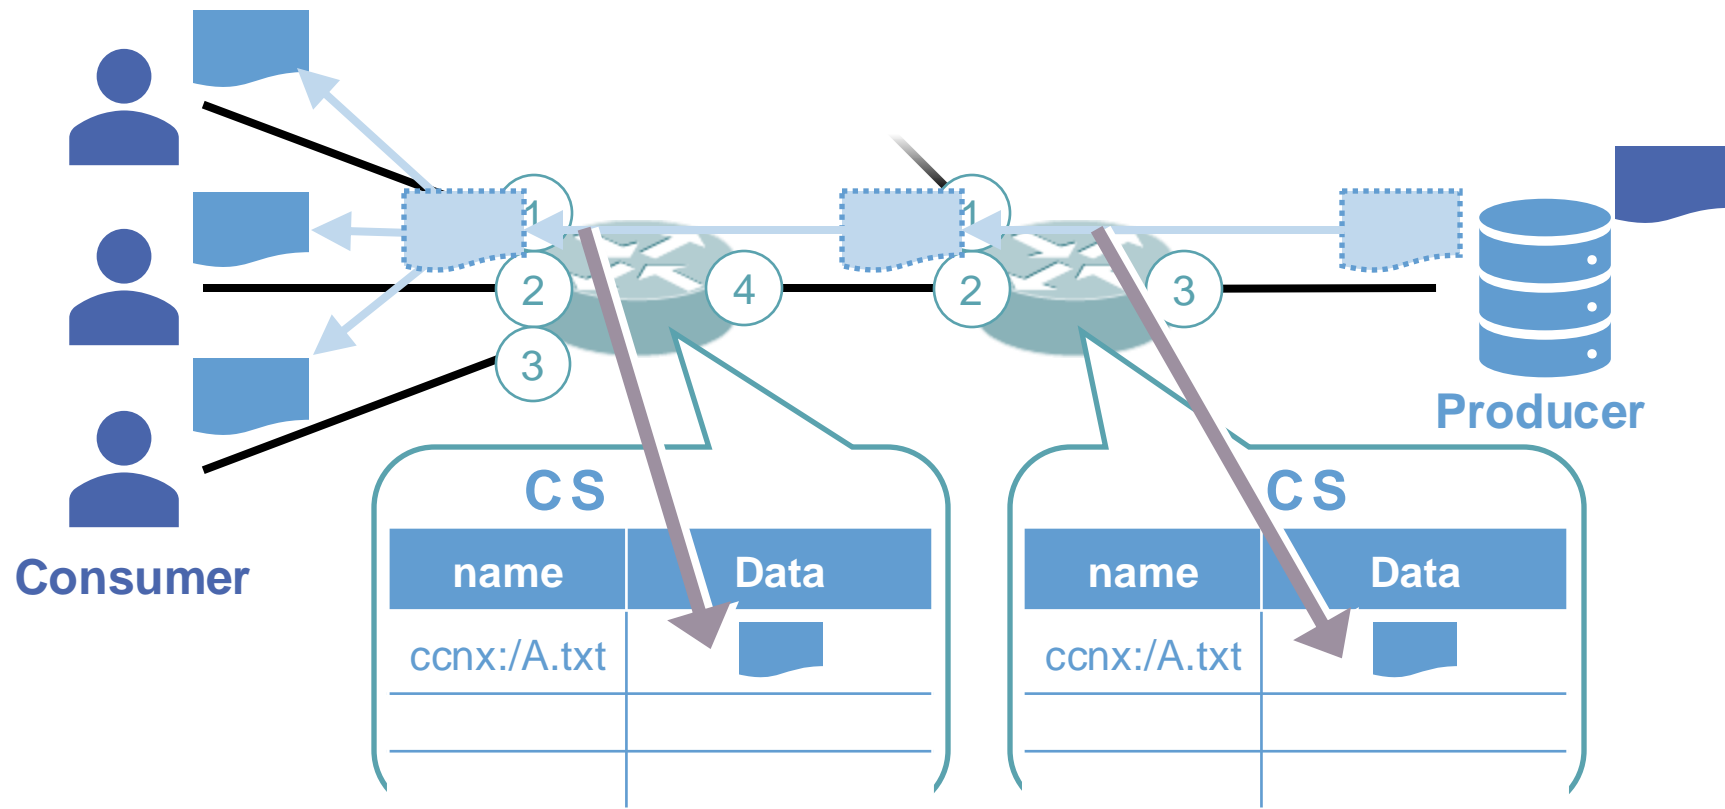 1
1
2
4
2
3
3
Producer
CS
CS
Consumer
name
Data
name
Data
ccnx:/A.txt
ccnx:/A.txt